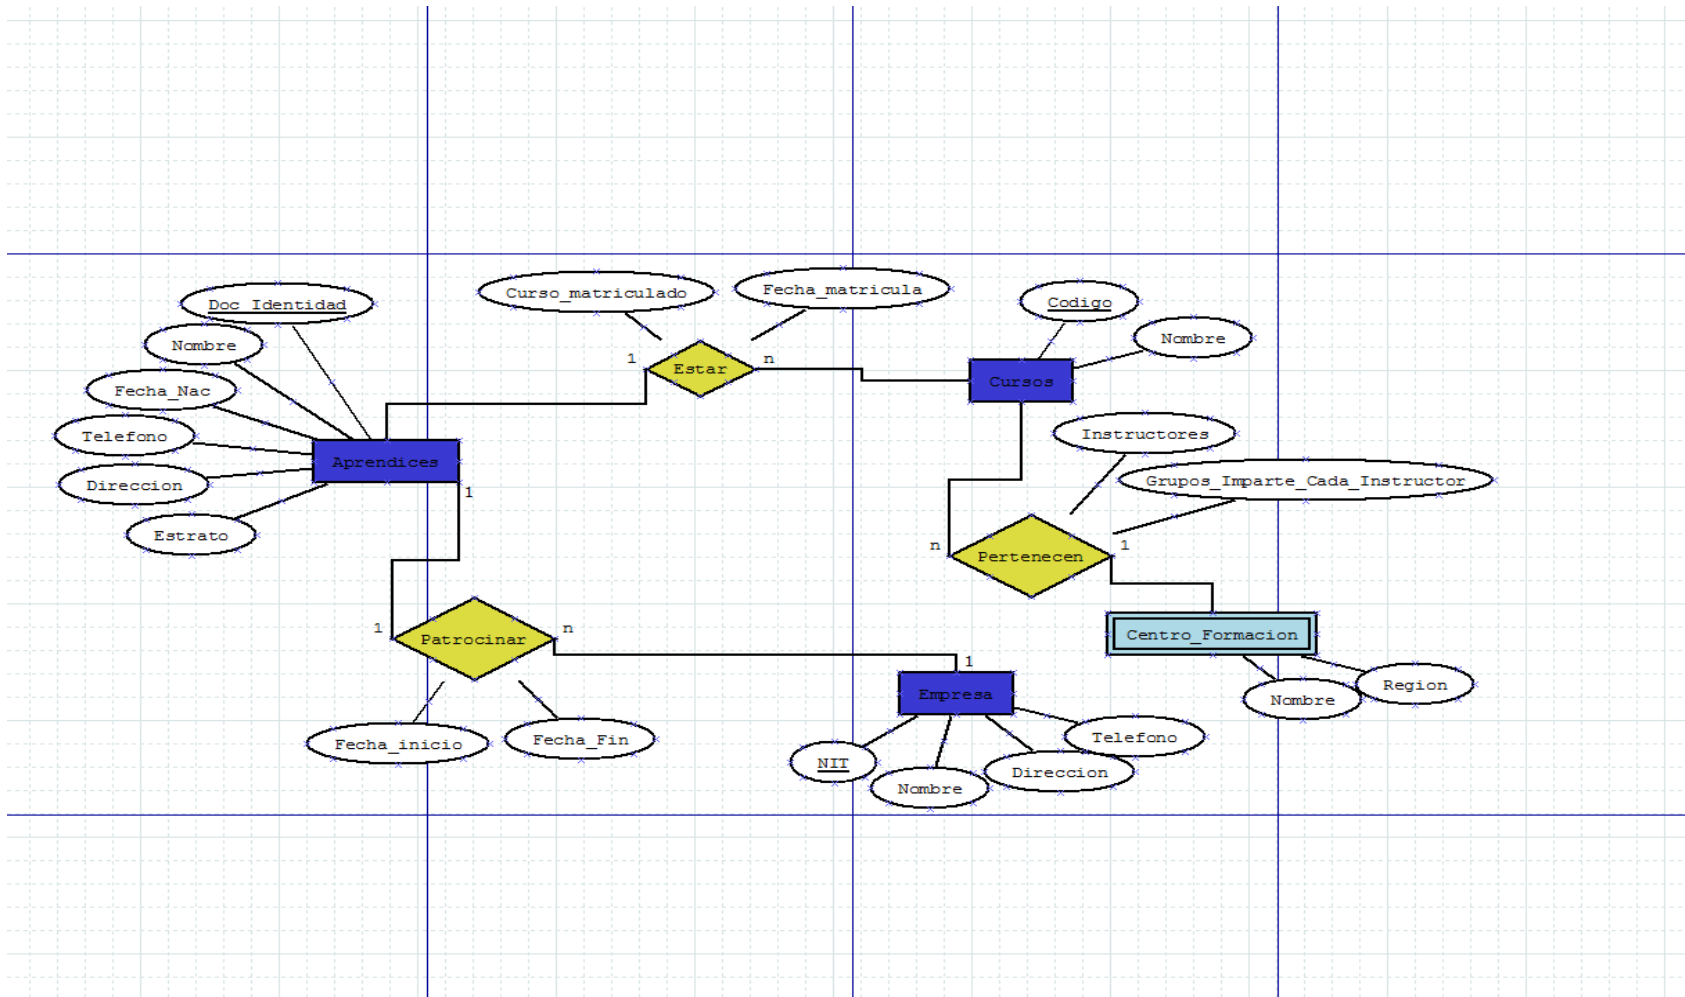 Doc_Identidad
Nombre
Fecha_Nac
Telefono
Direccion
Estrato
Aprendices
1
Curso_matriculado
Fecha_matricula
1
Estar
n
Codigo
Nombre
Cursos
Instructores
Grupos_Imparte_Cada_Instructor
n
Pertenecen
1
Centro_Formacion
Nombre
Region
1
Patrocinar
n
Fecha_inicio
Fecha_Fin
1
Empresa
NIT
Nombre
Direccion
Telefono